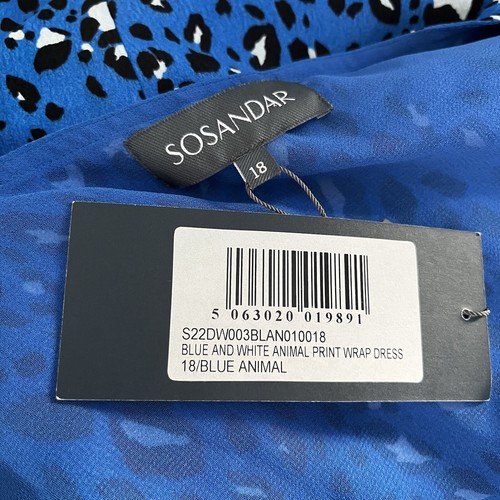 SOSANDAR
18
5 063020 019891
S22DW003BLAN010018
BLUE AND WHITE ANIMAL PRINT WRAP DRESS
18/BLUE ANIMAL